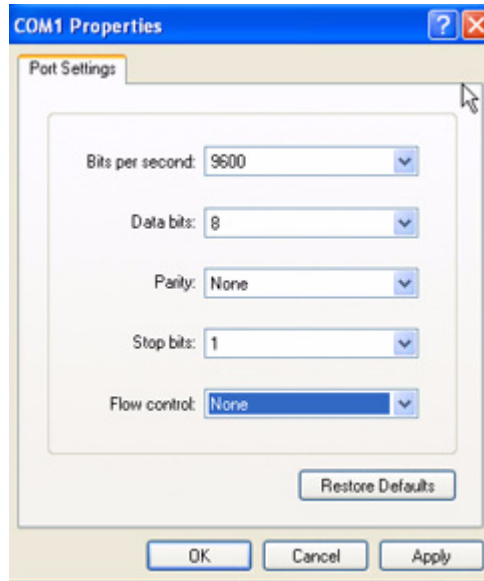 COM1 Properties
Port Settings
Bits per second: 9600
Data bits: 8
Parity: None
Stop bits: 1
Flow control: None
Restore Defaults
OK Cancel Apply